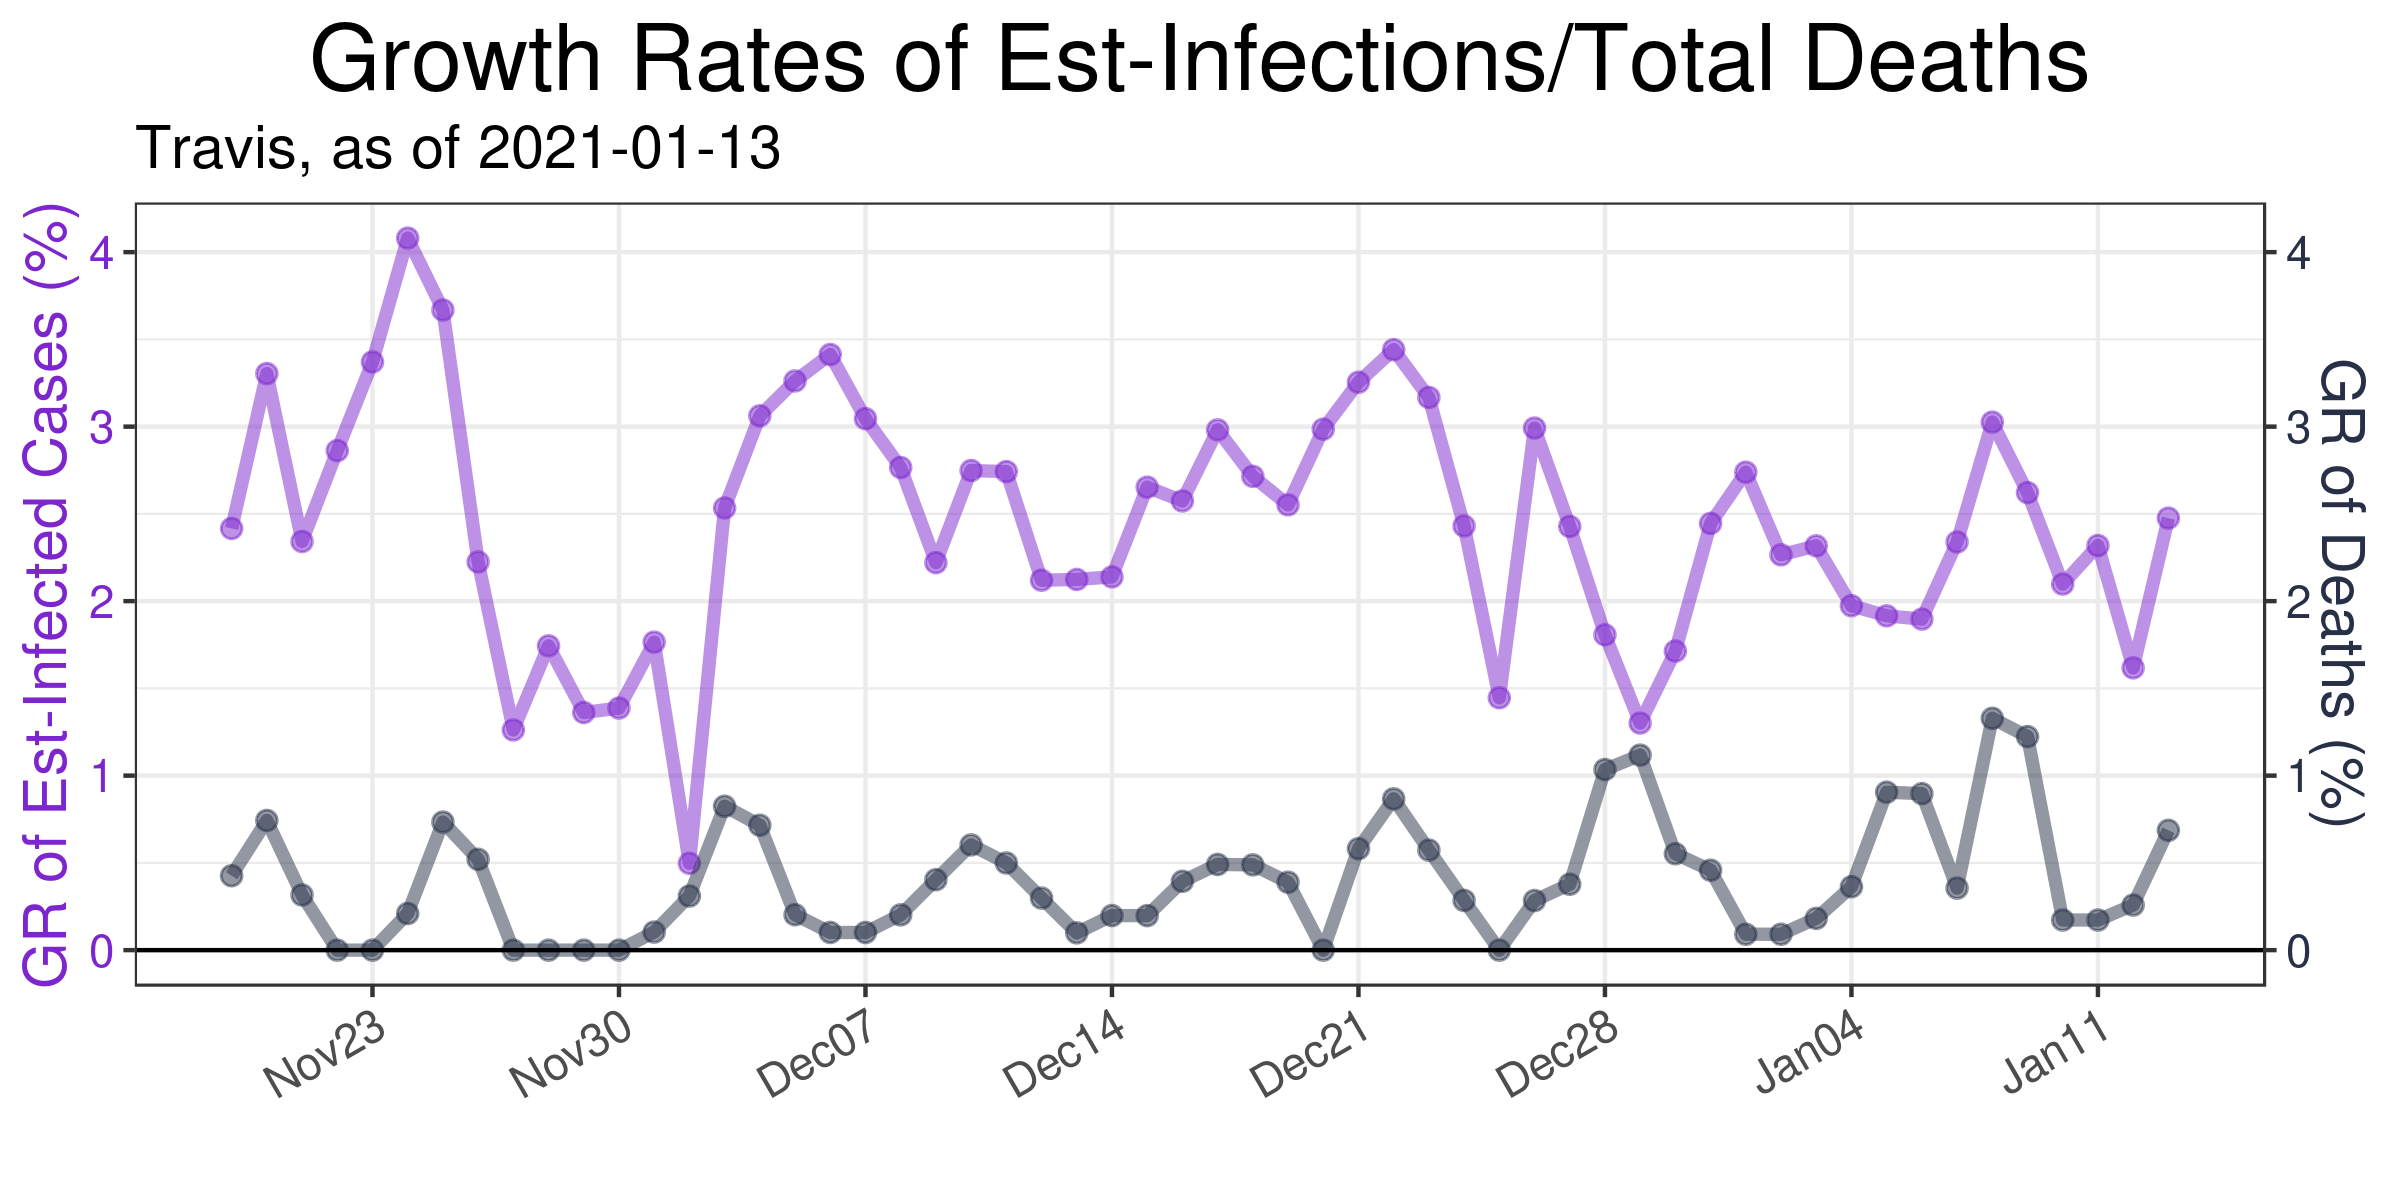 Growth Rates of Est-Infections/Total Deaths
Travis, as of 2021-01-13
GR of Est-Infected Cases (%)
4
3
2
1
0
4
3
2
1
0
GR of Deaths (%)
Nov23
Nov30
Dec07
Dec14
Dec21
Dec28
Jan04
Jan11